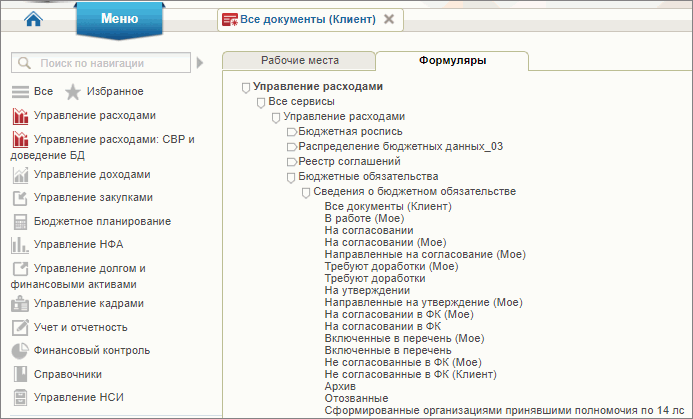 Меню
Все документы (Клиент)
Поиск по навигации
Все
Избранное
Управление расходами
Управление расходами: СВР и
доведение БД
Управление доходами
Управление закупками
Бюджетное планирование
Управление НФА
Управление долгом и
финансовыми активами
Управление кадрами
Учет и отчетность
Финансовый контроль
Справочники
Управление НСИ
Рабочие места
Формуляры
Управление расходами
Все сервисы
Управление расходами
Бюджетная роспись
Распределение бюджетных данных_03
Реестр соглашений
Бюджетные обязательства
Сведения о бюджетном обязательстве
Все документы (Клиент)
В работе (Мое)
На согласовании
На согласовании (Мое)
Направленные на согласование (Мое)
Требуют доработки (Мое)
Требуют доработки
На утверждении
Направленные на утверждение (Мое)
На согласовании в ФК (Мое)
На согласовании в ФК
Включенные в перечень (Мое)
Включенные в перечень
Не согласованные в ФК (Мое)
Не согласованные в ФК (Клиент)
Архив
Отозванные
Сформированные организациями принявшими полномочия по 14 лс